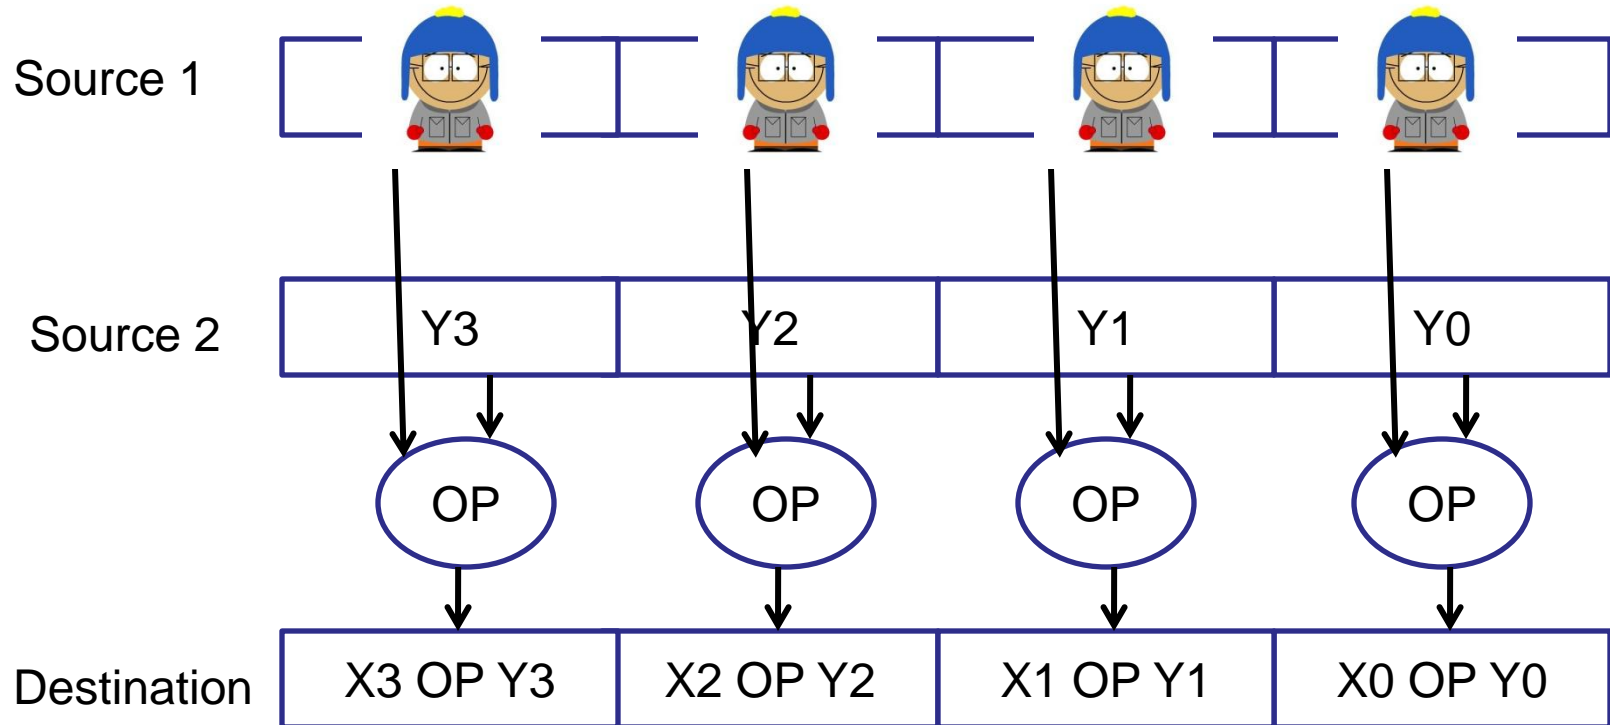 Source 1
Source 2 Y3 Y2 Y1 Y0
OP OP OP OP
Destination X3 OP Y3 X2 OP Y2 X1 OP Y1 X0 OP Y0